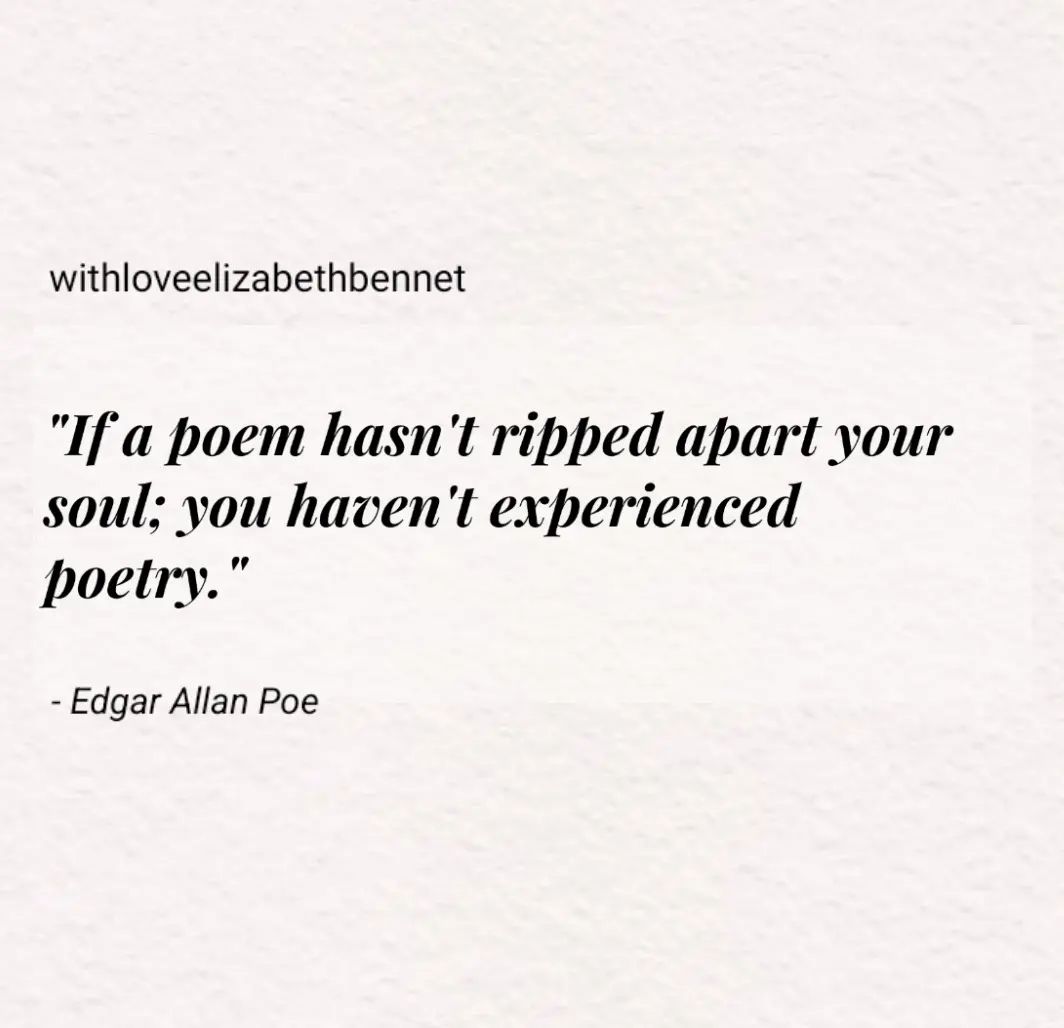 withloveelizabethbennet
"If a poem hasn't ripped apart your
soul; you haven't experienced
poetry."
- Edgar Allan Poe